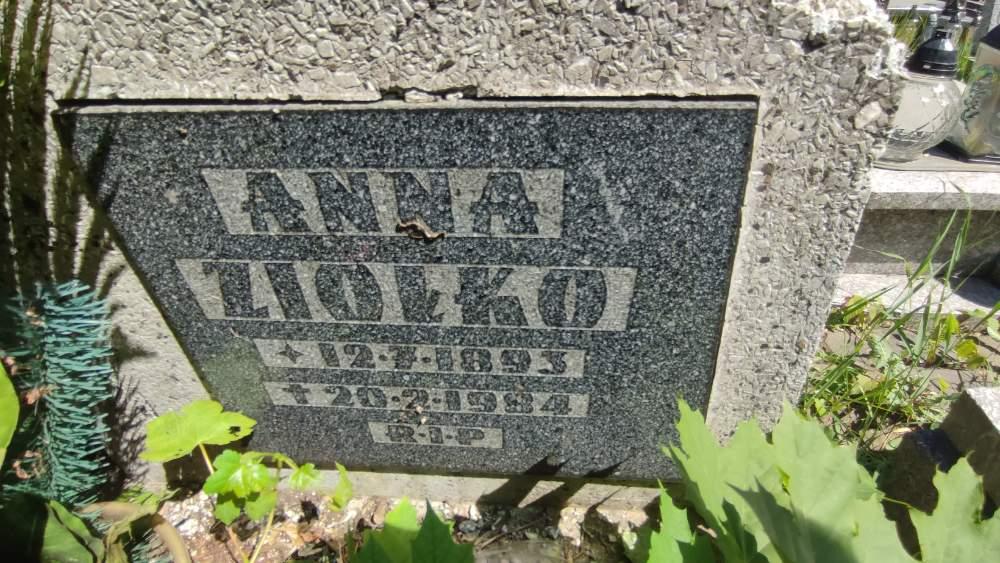 ANNA
ZIOŁKO
✦ 12·7·1893
✝ 20·2·1984
R·I·P